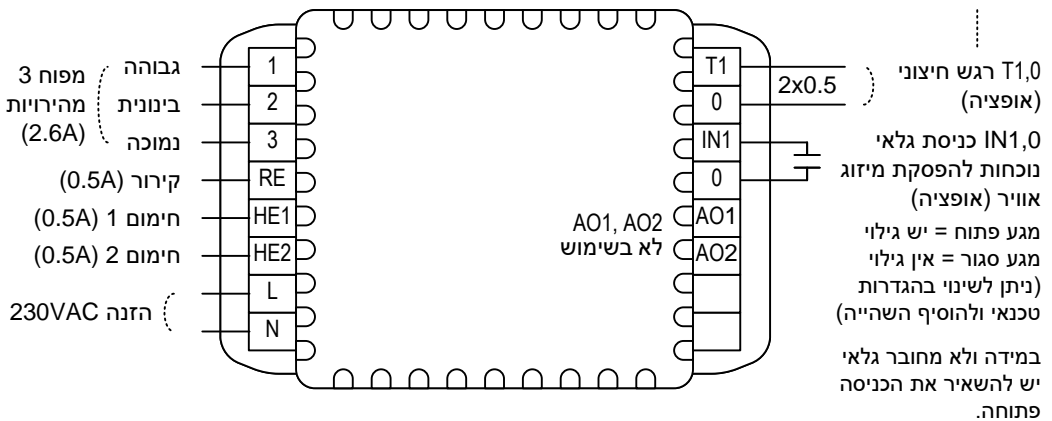 גבוהה
בינונית
נמוכה
מפוח 3
מהירויות
(2.6A)
קירור (0.5A)
חימום 1 (0.5A)
חימום 2 (0.5A)
הזנה 230VAC
1
2
3
RE
HE1
HE2
L
N
AO1, AO2
לא בשימוש
T1
0
IN1
0
AO1
AO2
2x0.5
T1,0 רגש חיצוני
(אופציה)
IN1,0 כניסת גלאי
נוכחות להפסקת מיזוג
אוויר (אופציה)
מגע פתוח = יש גילוי
מגע סגור = אין גילוי
(ניתן לשינוי בהגדרות
טכנאי ולהוסיף השהייה)
במידה ולא מחובר גלאי
יש להשאיר את הכניסה
פתוחה.